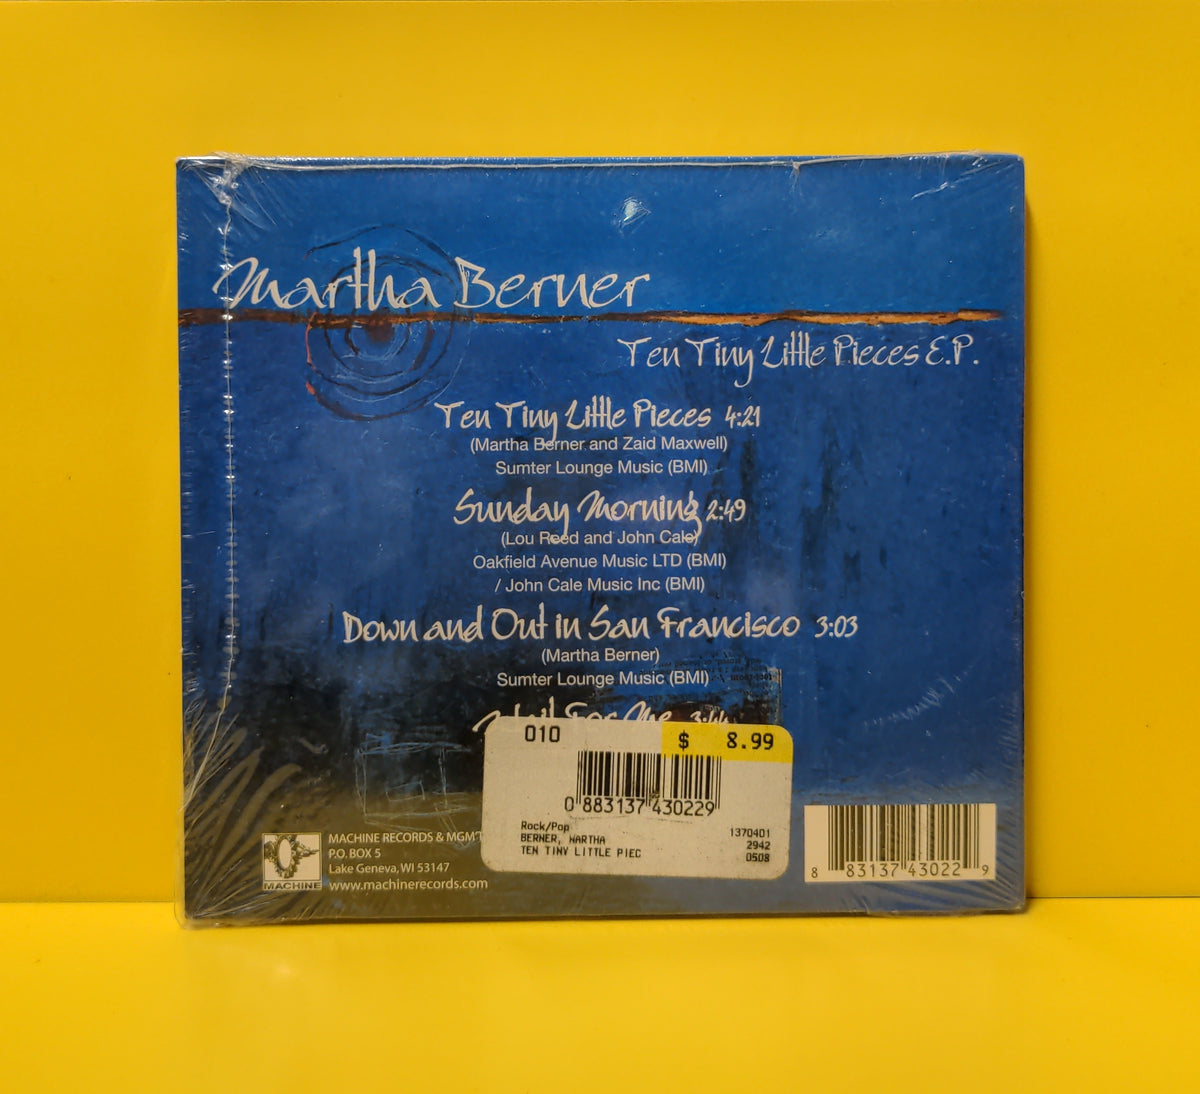 Martha Berner
Ten Tiny Little Pieces E.P.
Ten Tiny Little Pieces 4:21
(Martha Berner and Zaid Maxwell)
Sumter Lounge Music (BMI)
Sunday Morning 2:49
(Lou Reed and John Cale)
Oakfield Avenue Music LTD (BMI)
/ John Cale Music Inc (BMI)
Down and Out in San Francisco 3:03
(Martha Berner)
Sumter Lounge Music (BMI)
For Me 3:44
010 $ 8.99
0 883137 430229
Rock/Pop 1370401
BERNER, MARTHA 2942
TEN TINY LITTLE PIEC 0508
MACHINE
MACHINE RECORDS & MGMT
P.O. BOX 5
Lake Geneva, WI 53147
www.machinerecords.com
8 83137 43022 9